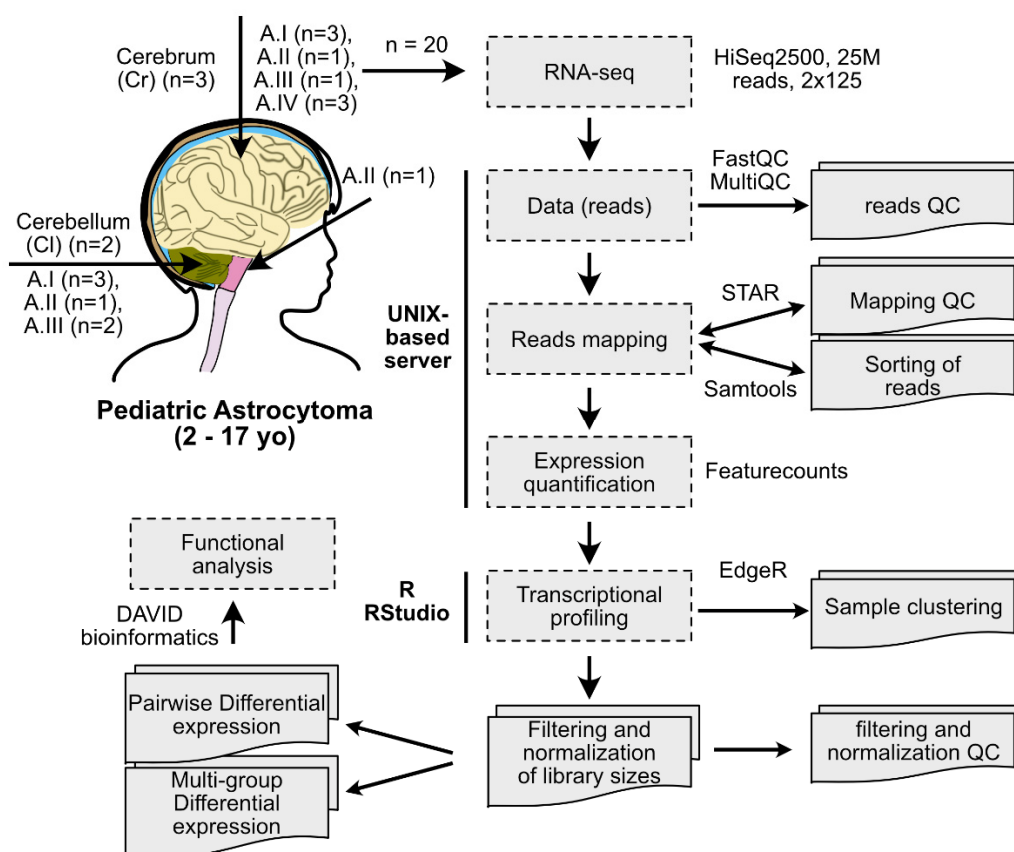 Cerebrum
(Cr) (n=3)
A.I (n=3),
A.II (n=1),
A.III (n=1),
A.IV (n=3)
n = 20
RNA-seq
HiSeq2500, 25M
reads, 2x125
A.II (n=1)
Cerebellum
(Cl) (n=2)
A.I (n=3),
A.II (n=1),
A.III (n=2)
Pediatric Astrocytoma
(2 - 17 yo)
UNIX-
based
server
Data (reads)
FastQC
MultiQC
reads QC
Reads mapping
STAR
Mapping QC
Samtools
Sorting of
reads
Expression
quantification
Featurecounts
R
RStudio
Transcriptional
profiling
EdgeR
Sample clustering
Filtering and
normalization
of library sizes
filtering and
normalization QC
Pairwise Differential
expression
Multi-group
Differential
expression
DAVID
bioinformatics
Functional
analysis